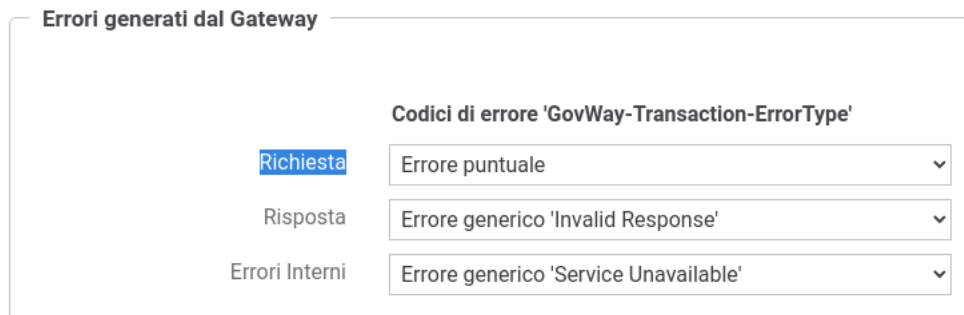 Errori generati dal Gateway
Codici di errore 'GovWay-Transaction-ErrorType'
Richiesta Errore puntuale
Risposta Errore generico 'Invalid Response'
Errori Interni Errore generico 'Service Unavailable'